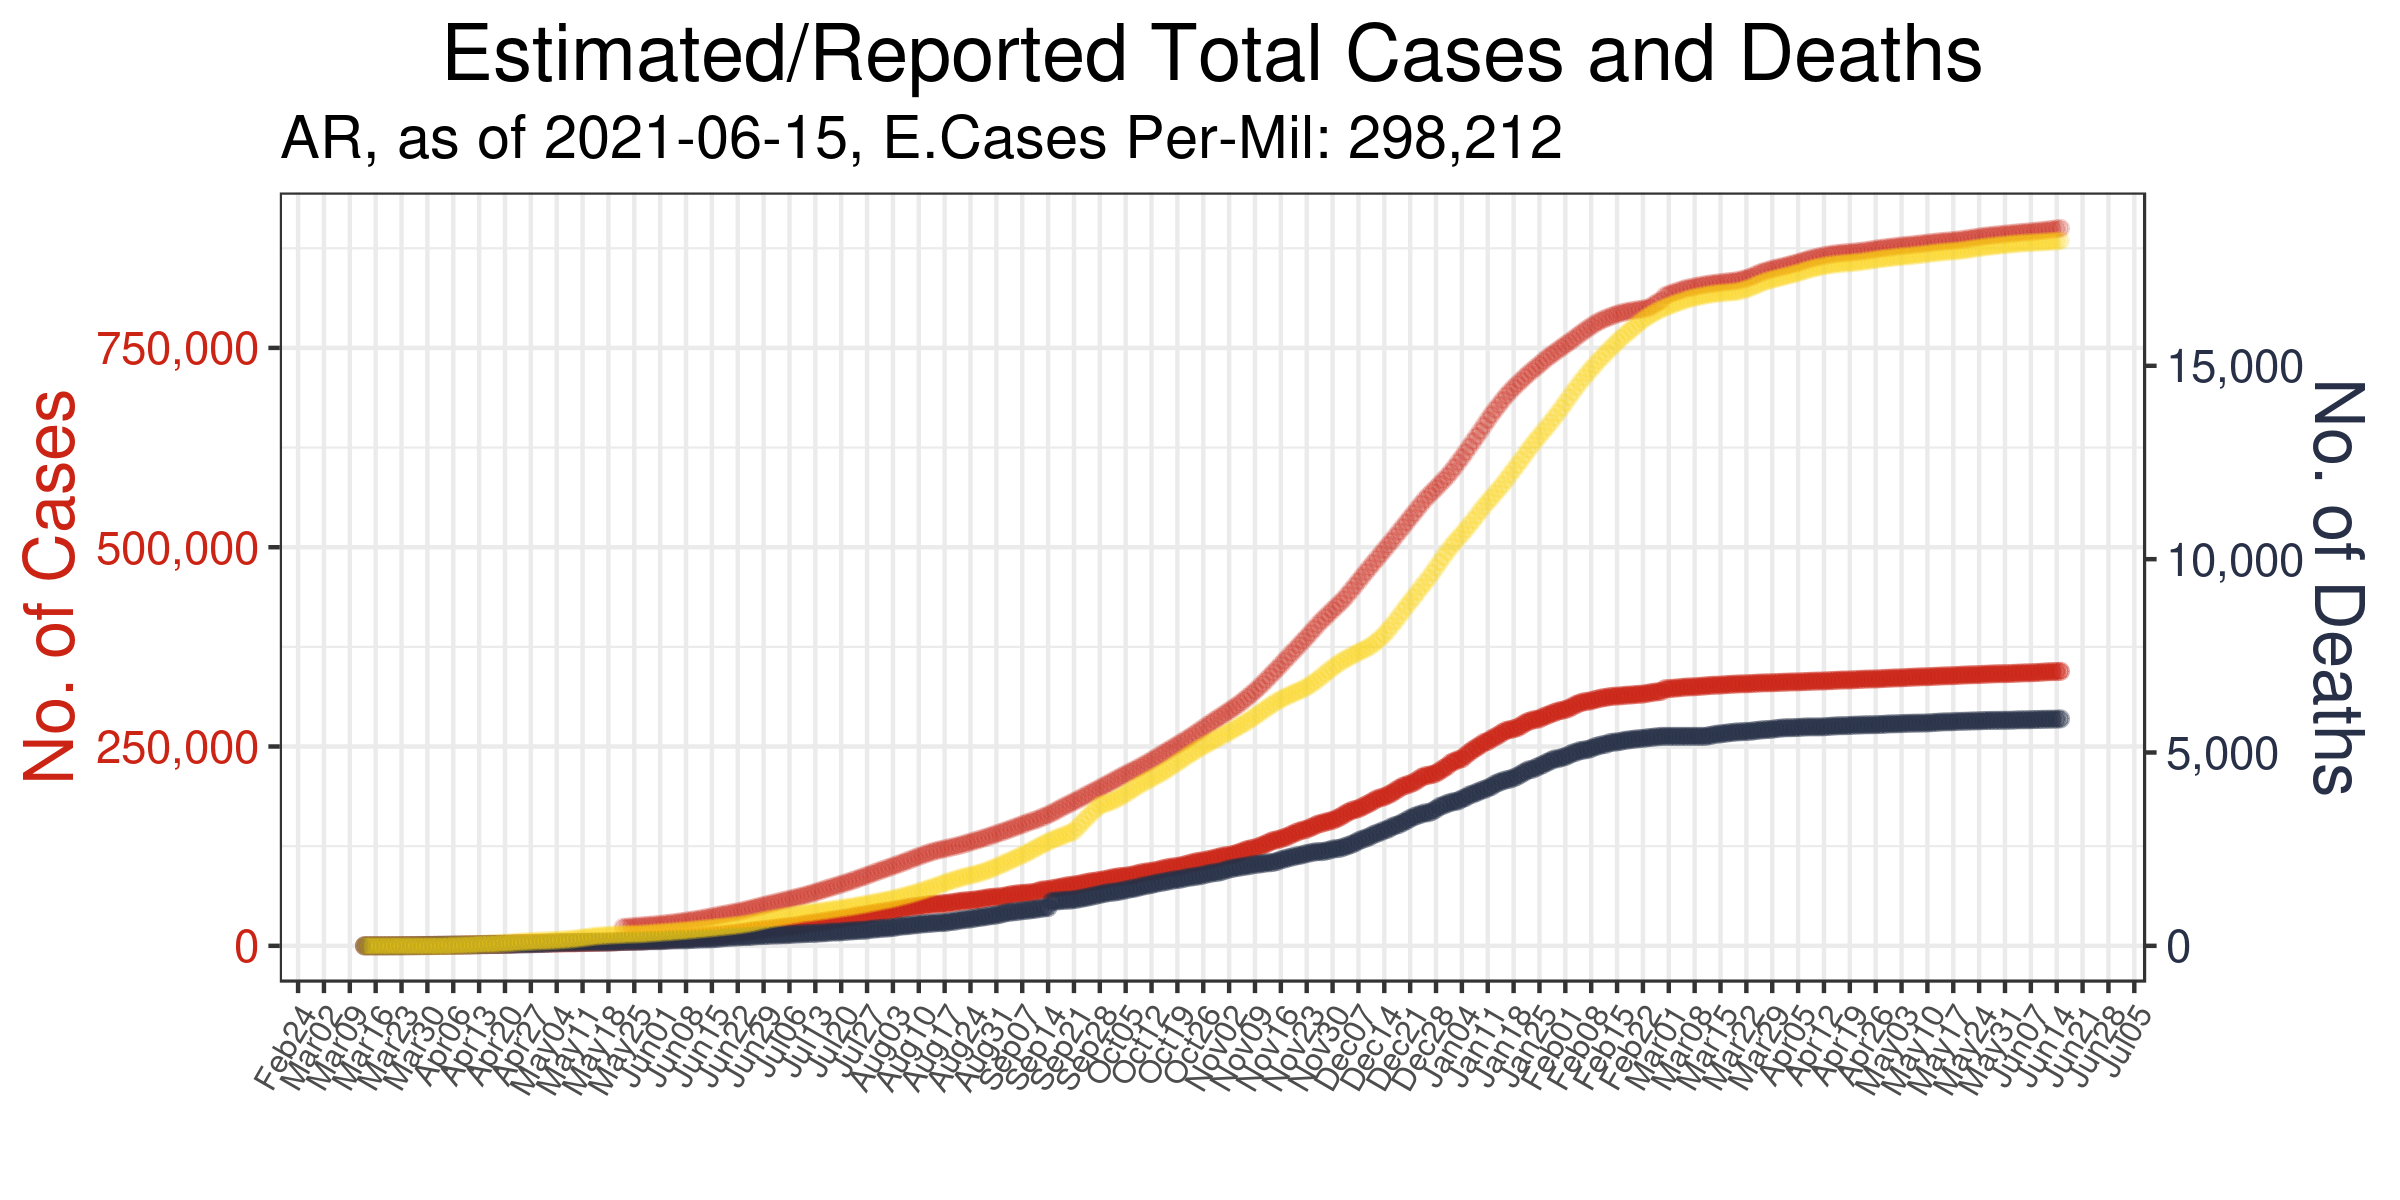 Estimated/Reported Total Cases and Deaths
AR, as of 2021-06-15, E.Cases Per-Mil: 298,212
No. of Cases
750,000
500,000
250,000
0
15,000
10,000
5,000
0
No. of Deaths
Feb24
Mar02
Mar09
Mar16
Mar23
Mar30
Apr06
Apr13
Apr20
Apr27
May04
May11
May18
May25
Jun01
Jun08
Jun15
Jun22
Jun29
Jul06
Jul13
Jul20
Jul27
Aug03
Aug10
Aug17
Aug24
Aug31
Sep07
Sep14
Sep21
Sep28
Oct05
Oct12
Oct19
Oct26
Nov02
Nov09
Nov16
Nov23
Nov30
Dec07
Dec14
Dec21
Dec28
Jan04
Jan11
Jan18
Jan25
Feb01
Feb08
Feb15
Feb22
Mar01
Mar08
Mar15
Mar22
Mar29
Apr05
Apr12
Apr19
Apr26
May03
May10
May17
May24
May31
Jun07
Jun14
Jun21
Jun28
Jul05